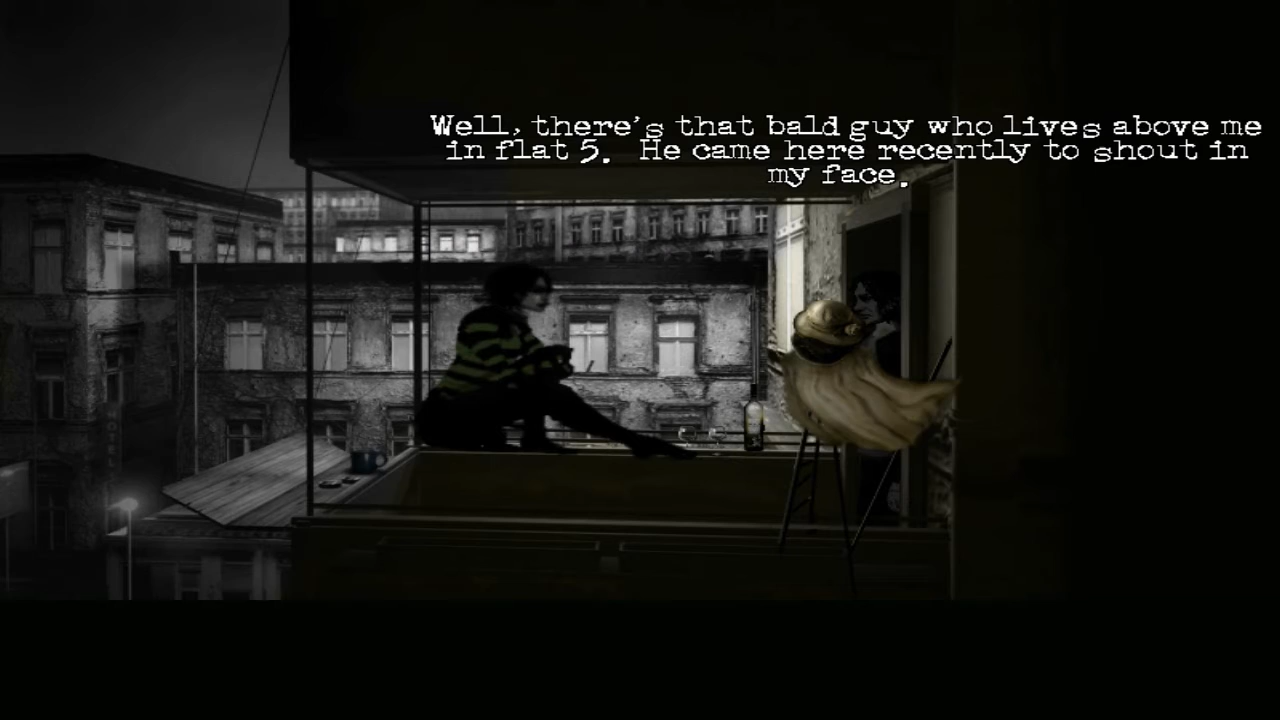 Well, there's that bald guy who lives above me
in flat 5.  He came here recently to shout in
my face.